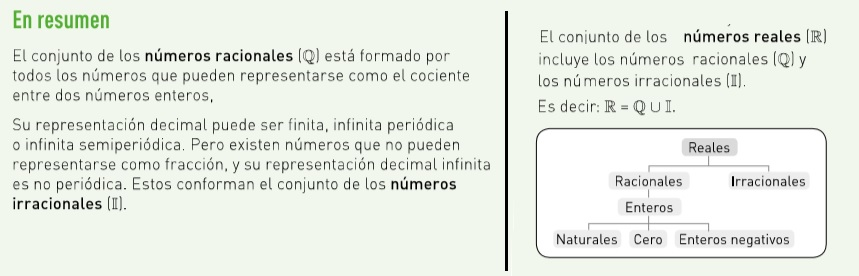 En resumen
El conjunto de los números racionales (ℚ) está formado por
todos los números que pueden representarse como el cociente
entre dos números enteros,
Su representación decimal puede ser finita, infinita periódica
o infinita semiperiódica. Pero existen números que no pueden
representarse como fracción, y su representación decimal infinita
es no periódica. Estos conforman el conjunto de los números
irracionales (𝕀).
El conjunto de los números reales (ℝ)
incluye los números racionales (ℚ) y
los números irracionales (𝕀).
Es decir: ℝ = ℚ ∪ 𝕀.
Reales
Racionales Irracionales
Enteros
Naturales Cero Enteros negativos